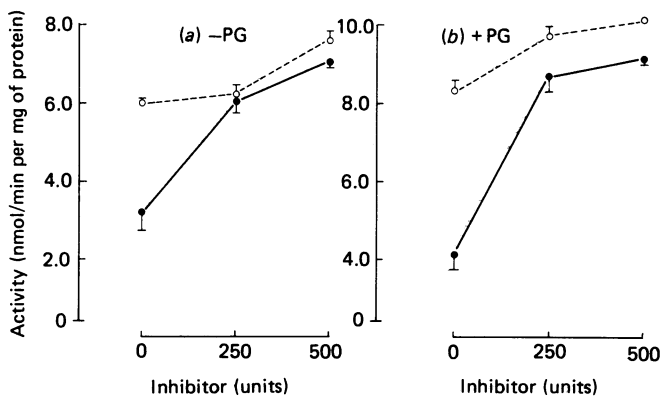 Activity (nmol/min per mg of protein)
(a) −PG
8.0
6.0
4.0
2.0
0
0 250 500
Inhibitor (units)
(b) + PG
10.0
8.0
6.0
4.0
0
0 250 500
Inhibitor (units)